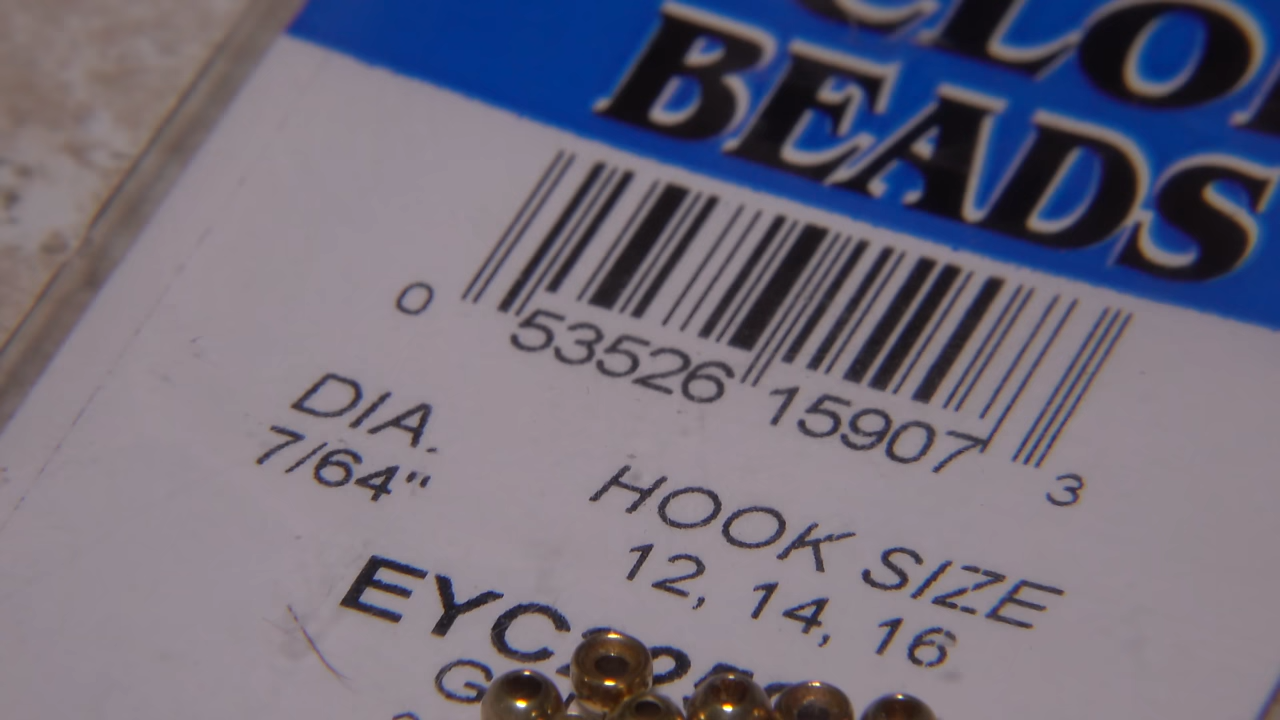 BEADS
0 53526 15907 3
DIA.
7/64"
HOOK SIZE
12, 14, 16